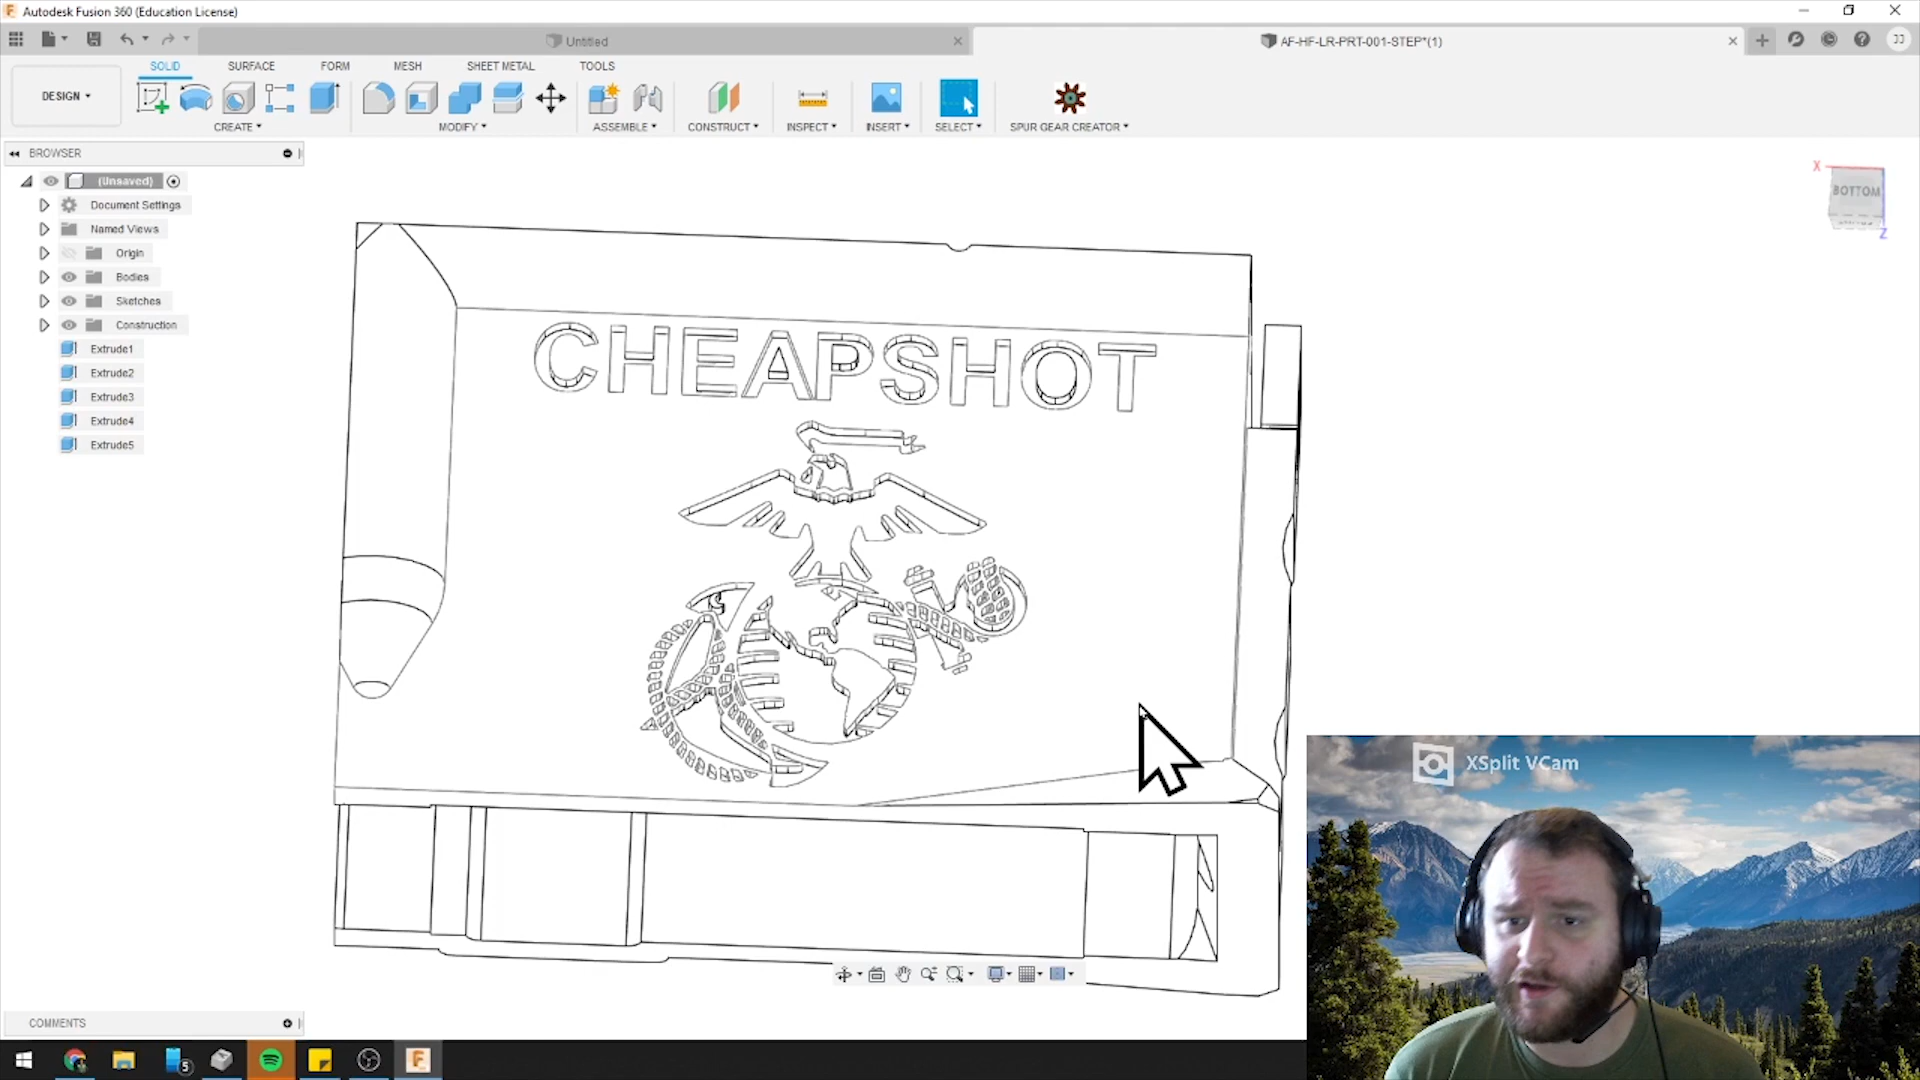 Autodesk Fusion 360 (Education License)
Untitled
AF-HF-LR-PRT-001-STEP*(1)
JJ
SOLID SURFACE FORM MESH SHEET METAL TOOLS
DESIGN
CREATE MODIFY ASSEMBLE CONSTRUCT INSPECT INSERT SELECT SPUR GEAR CREATOR
BROWSER
(Unsaved)
Document Settings
Named Views
Origin
Bodies
Sketches
Construction
Extrude1
Extrude2
Extrude3
Extrude4
Extrude5
X
BOTTOM
Z
CHEAPSHOT
XSplit VCam
COMMENTS
5